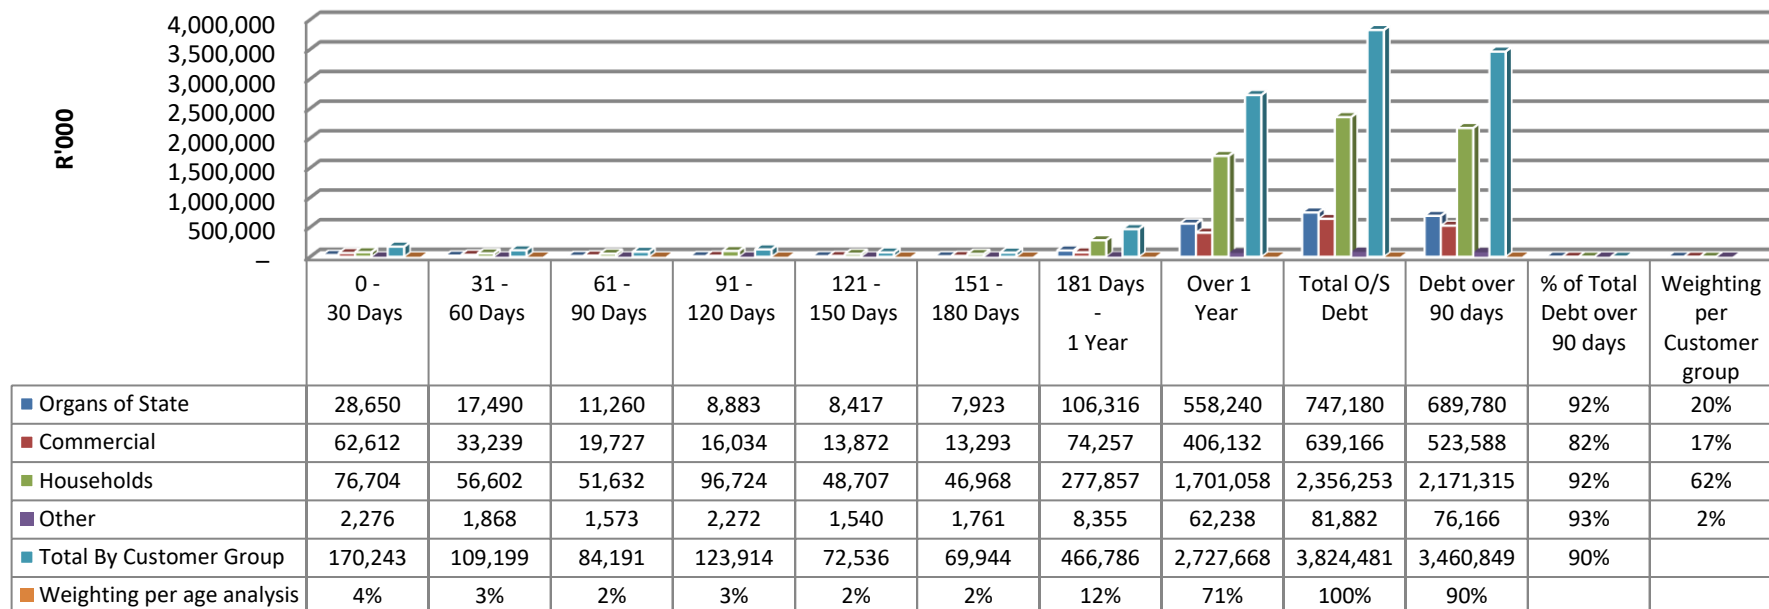 R'000
4,000,000
3,500,000
3,000,000
2,500,000
2,000,000
1,500,000
1,000,000
500,000
–
0 - 30 Days 31 - 60 Days 61 - 90 Days 91 - 120 Days 121 - 150 Days 151 - 180 Days 181 Days - 1 Year Over 1 Year Total O/S Debt Debt over 90 days % of Total Debt over 90 days Weighting per Customer group
Organs of State 28,650 17,490 11,260 8,883 8,417 7,923 106,316 558,240 747,180 689,780 92% 20%
Commercial 62,612 33,239 19,727 16,034 13,872 13,293 74,257 406,132 639,166 523,588 82% 17%
Households 76,704 56,602 51,632 96,724 48,707 46,968 277,857 1,701,058 2,356,253 2,171,315 92% 62%
Other 2,276 1,868 1,573 2,272 1,540 1,761 8,355 62,238 81,882 76,166 93% 2%
Total By Customer Group 170,243 109,199 84,191 123,914 72,536 69,944 466,786 2,727,668 3,824,481 3,460,849 90%
Weighting per age analysis 4% 3% 2% 3% 2% 2% 12% 71% 100% 90%